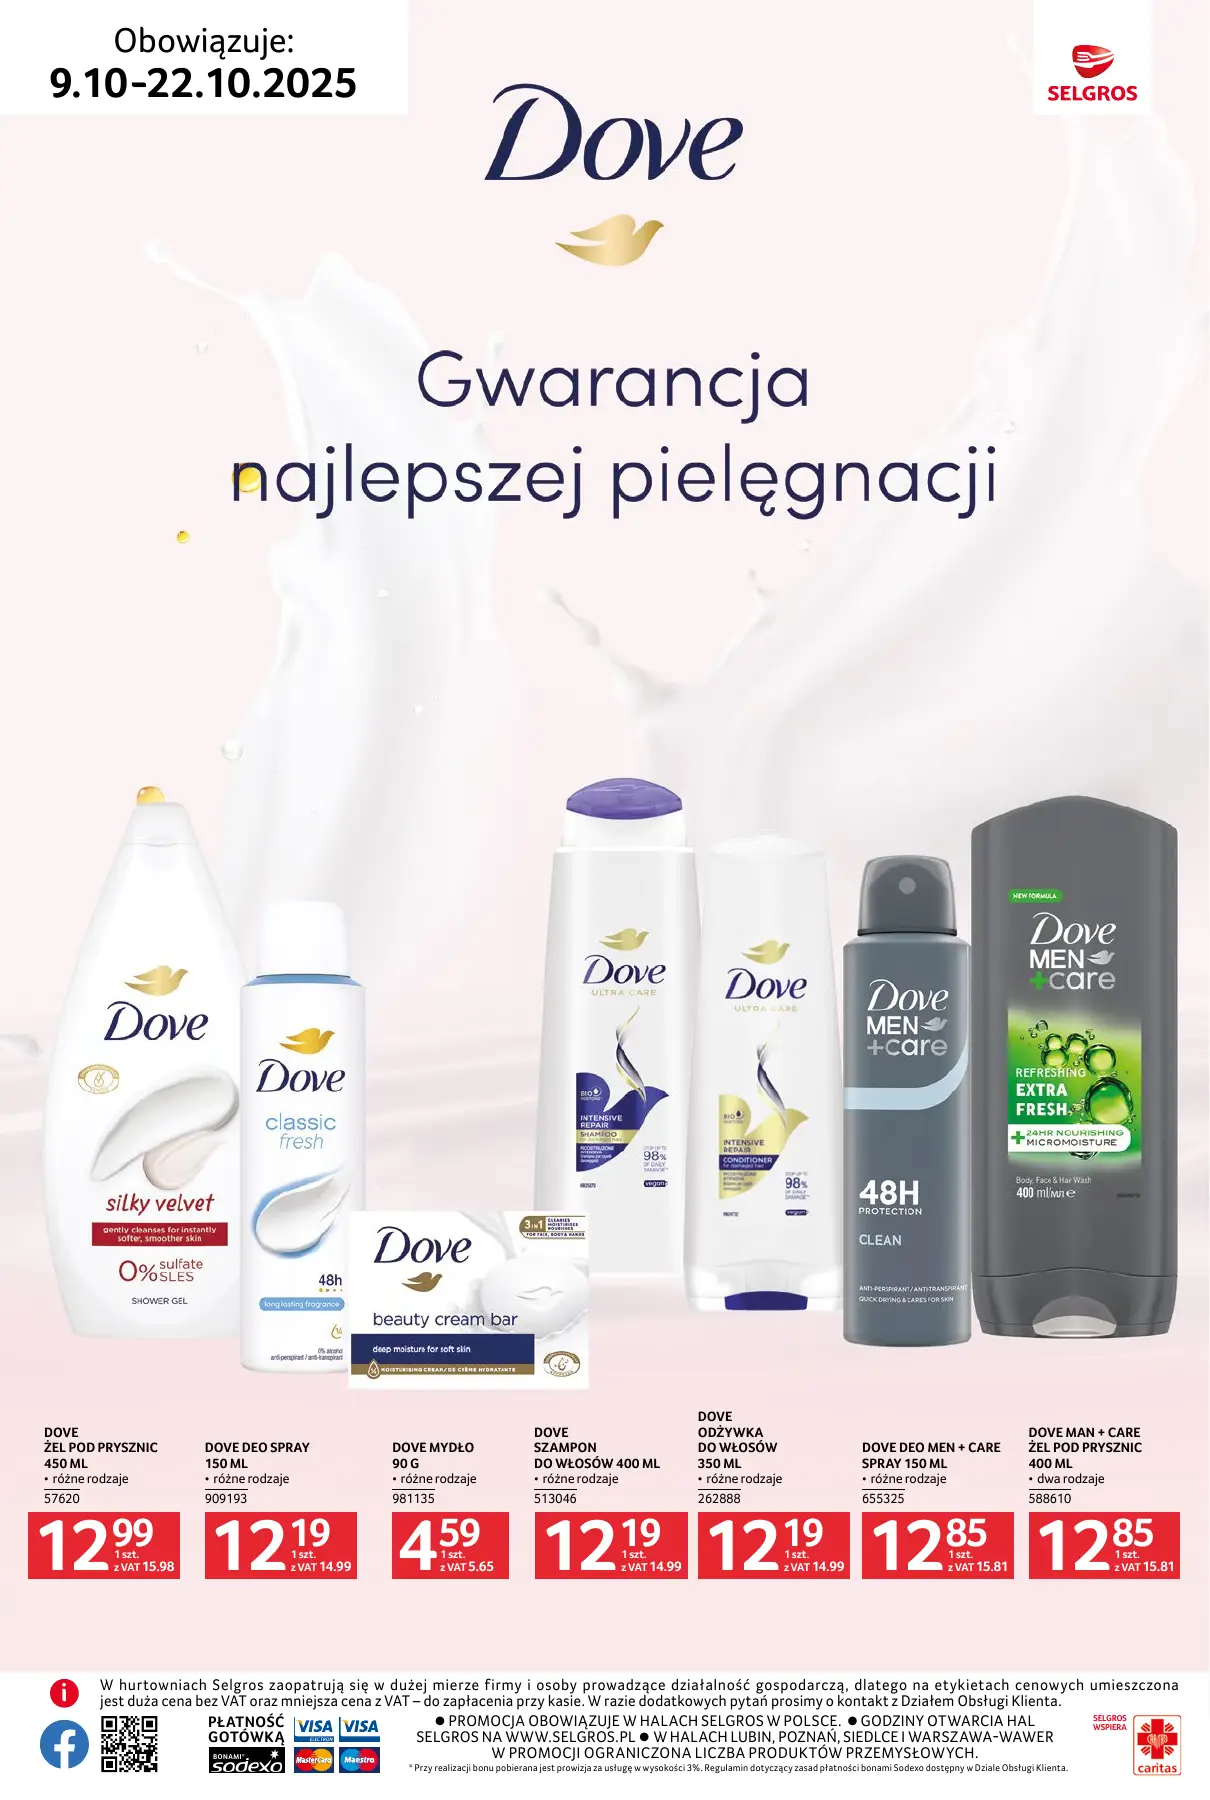 Obowiązuje:
9.10-22.10.2025
SELGROS
Dove
Gwarancja
najlepszej pielęgnacji
Dove
silky velvet
gently cleanses for instantly
softer, smoother skin
0% sulfate
SLES
SHOWER GEL
Dove
classic
fresh
48h
long lasting fragrance
0% alcohol
anti-perspirant / anti-transpirant
Dove
3 IN 1 CLEANSES
MOISTURISES
NOURISHES
FOR FACE, BODY & HANDS
beauty cream bar
deep moisture for soft skin
1/4 MOISTURISING CREAM/DE CRÈME HYDRATANTE
Dove
ULTRA CARE
BIO
INTENSIVE
REPAIR
SHAMPOO
STOP UP TO
98%
OF DAILY
DAMAGE
vegan
Dove
ULTRA CARE
BIO
INTENSIVE
REPAIR
CONDITIONER
for damaged hair
STOP UP TO
98%
OF DAILY
DAMAGE
vegan
Dove
MEN
+care
48H
PROTECTION
CLEAN
ANTI-PERSPIRANT / ANTI-TRANSPIRANT
QUICK DRYING & CARES FOR SKIN
NEW FORMULA
Dove
MEN
+care
REFRESHING
EXTRA
FRESH
+ 24HR NOURISHING
MICROMOISTURE
Body, Face & Hair Wash
400 ml/мл e
DOVE
ŻEL POD PRYSZNIC
450 ML
• różne rodzaje
57620
12 99
1 szt.
z VAT 15.98
DOVE DEO SPRAY
150 ML
• różne rodzaje
909193
12 19
1 szt.
z VAT 14.99
DOVE MYDŁO
90 G
• różne rodzaje
981135
4 59
1 szt.
z VAT 5.65
DOVE
SZAMPON
DO WŁOSÓW 400 ML
• różne rodzaje
513046
12 19
1 szt.
z VAT 14.99
DOVE
ODŻYWKA
DO WŁOSÓW
350 ML
• różne rodzaje
262888
12 19
1 szt.
z VAT 14.99
DOVE DEO MEN + CARE
SPRAY 150 ML
• różne rodzaje
655325
12 85
1 szt.
z VAT 15.81
DOVE MAN + CARE
ŻEL POD PRYSZNIC
400 ML
• dwa rodzaje
588610
12 85
1 szt.
z VAT 15.81
W hurtowniach Selgros zaopatrują się w dużej mierze firmy i osoby prowadzące działalność gospodarczą, dlatego na etykietach cenowych umieszczona
jest duża cena bez VAT oraz mniejsza cena z VAT – do zapłacenia przy kasie. W razie dodatkowych pytań prosimy o kontakt z Działem Obsługi Klienta.
PŁATNOŚĆ
GOTÓWKĄ
VISA ELECTRON
VISA
BONAMI*
sodexo
MasterCard
Maestro
● PROMOCJA OBOWIĄZUJE W HALACH SELGROS W POLSCE. ● GODZINY OTWARCIA HAL
SELGROS NA WWW.SELGROS.PL ● W HALACH LUBIN, POZNAŃ, SIEDLCE I WARSZAWA-WAWER
W PROMOCJI OGRANICZONA LICZBA PRODUKTÓW PRZEMYSŁOWYCH.
* Przy realizacji bonu pobierana jest prowizja za usługę w wysokości 3%. Regulamin dotyczący zasad płatności bonami Sodexo dostępny w Dziale Obsługi Klienta.
SELGROS
WSPIERA
caritas